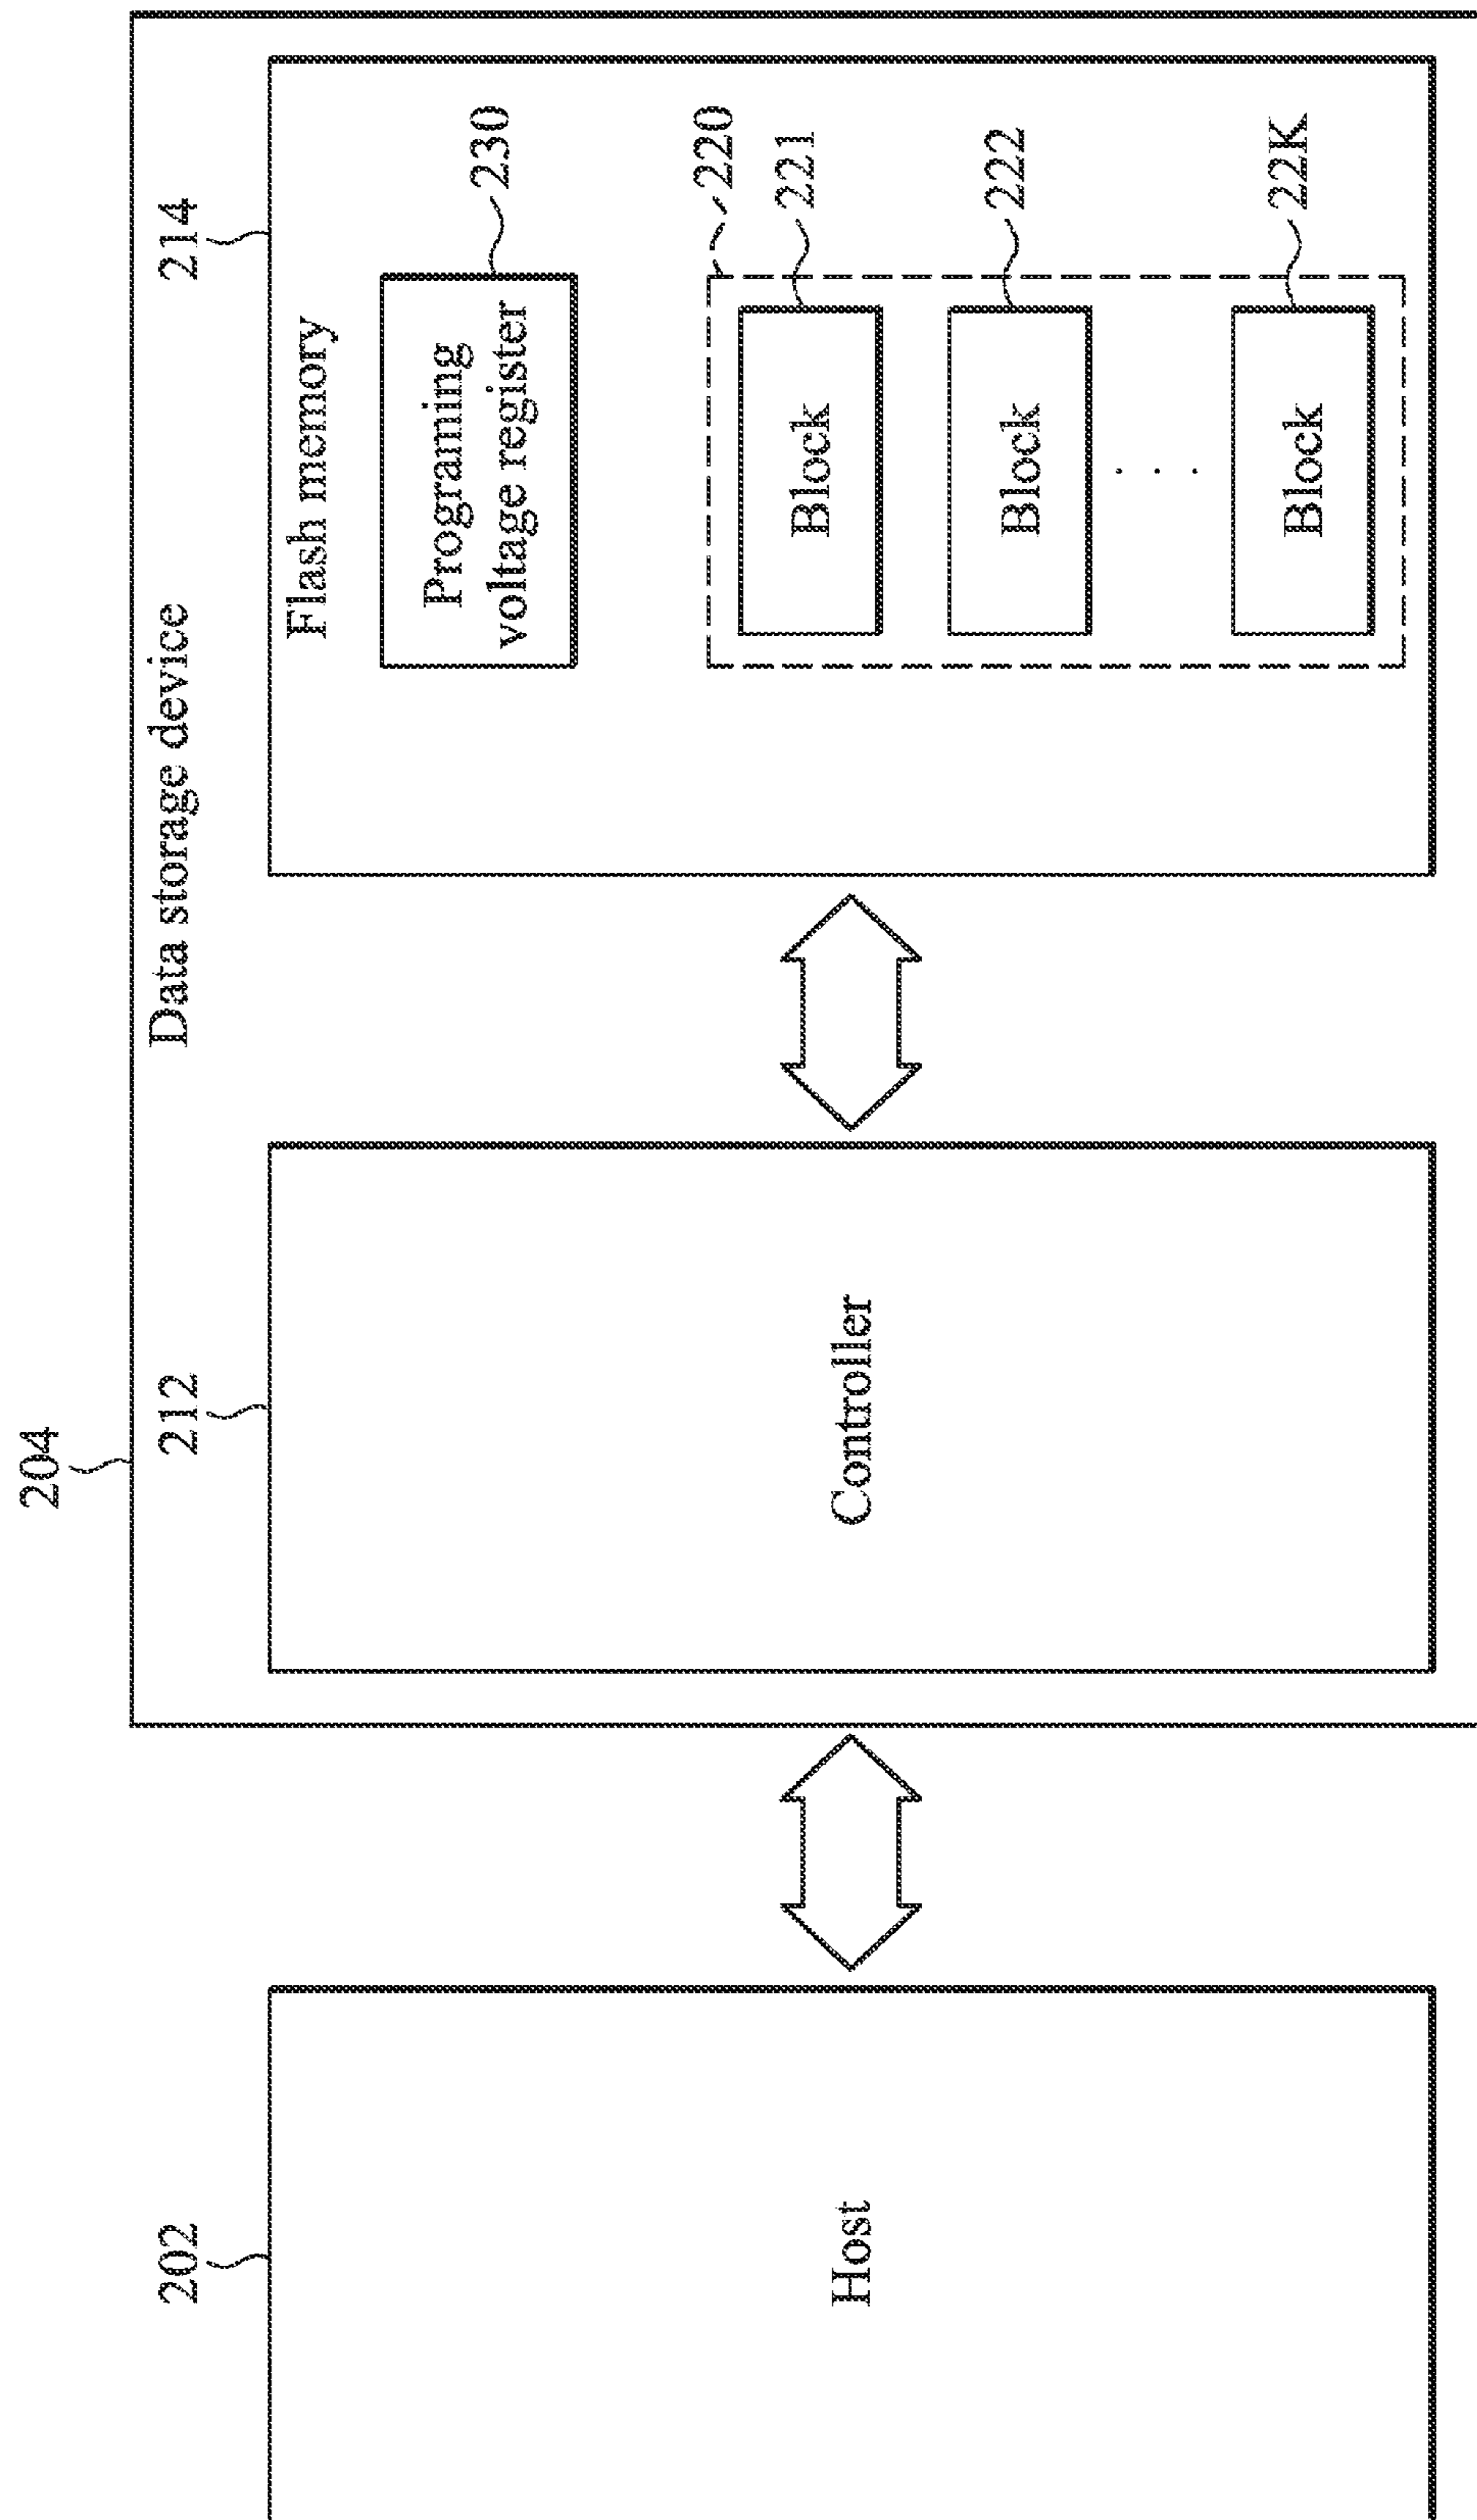 204
Data storage device
202
212
214
Flash memory
Programing
voltage register
230
220
Block
221
Block
222
. . .
Block
22K
Controller
Host